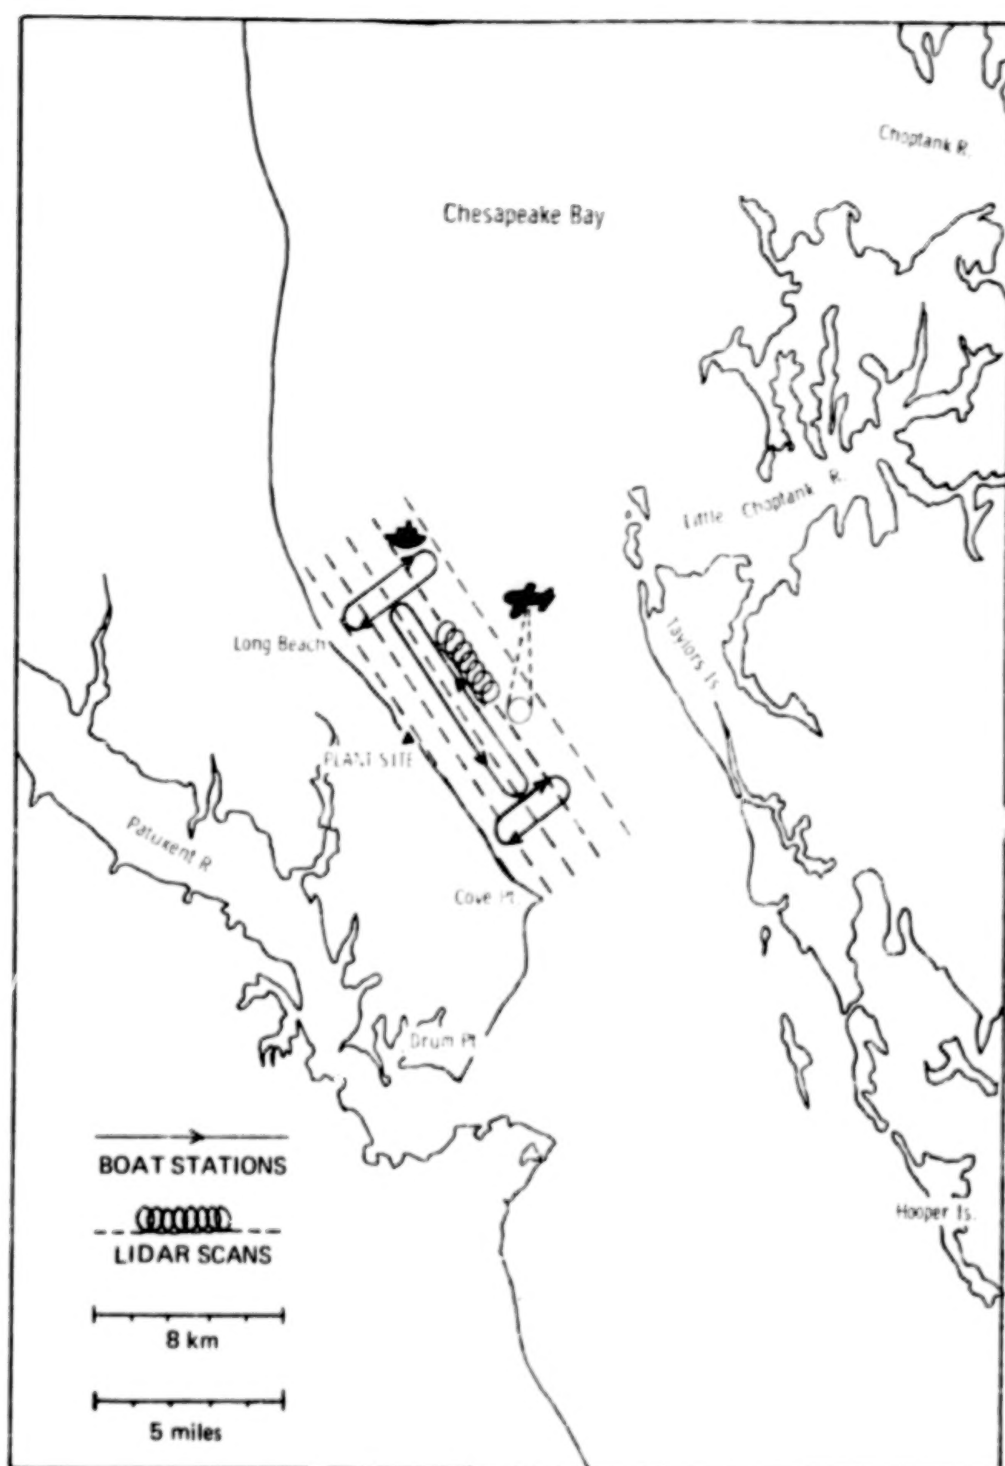 Choptank R.
Chesapeake Bay
Little Choptank R.
Long Beach
Taylors Is.
PLANT SITE
Patuxent R
Cove Pt
Drum Pt
BOAT STATIONS
LIDAR SCANS
8 km
5 miles
Hooper Is.